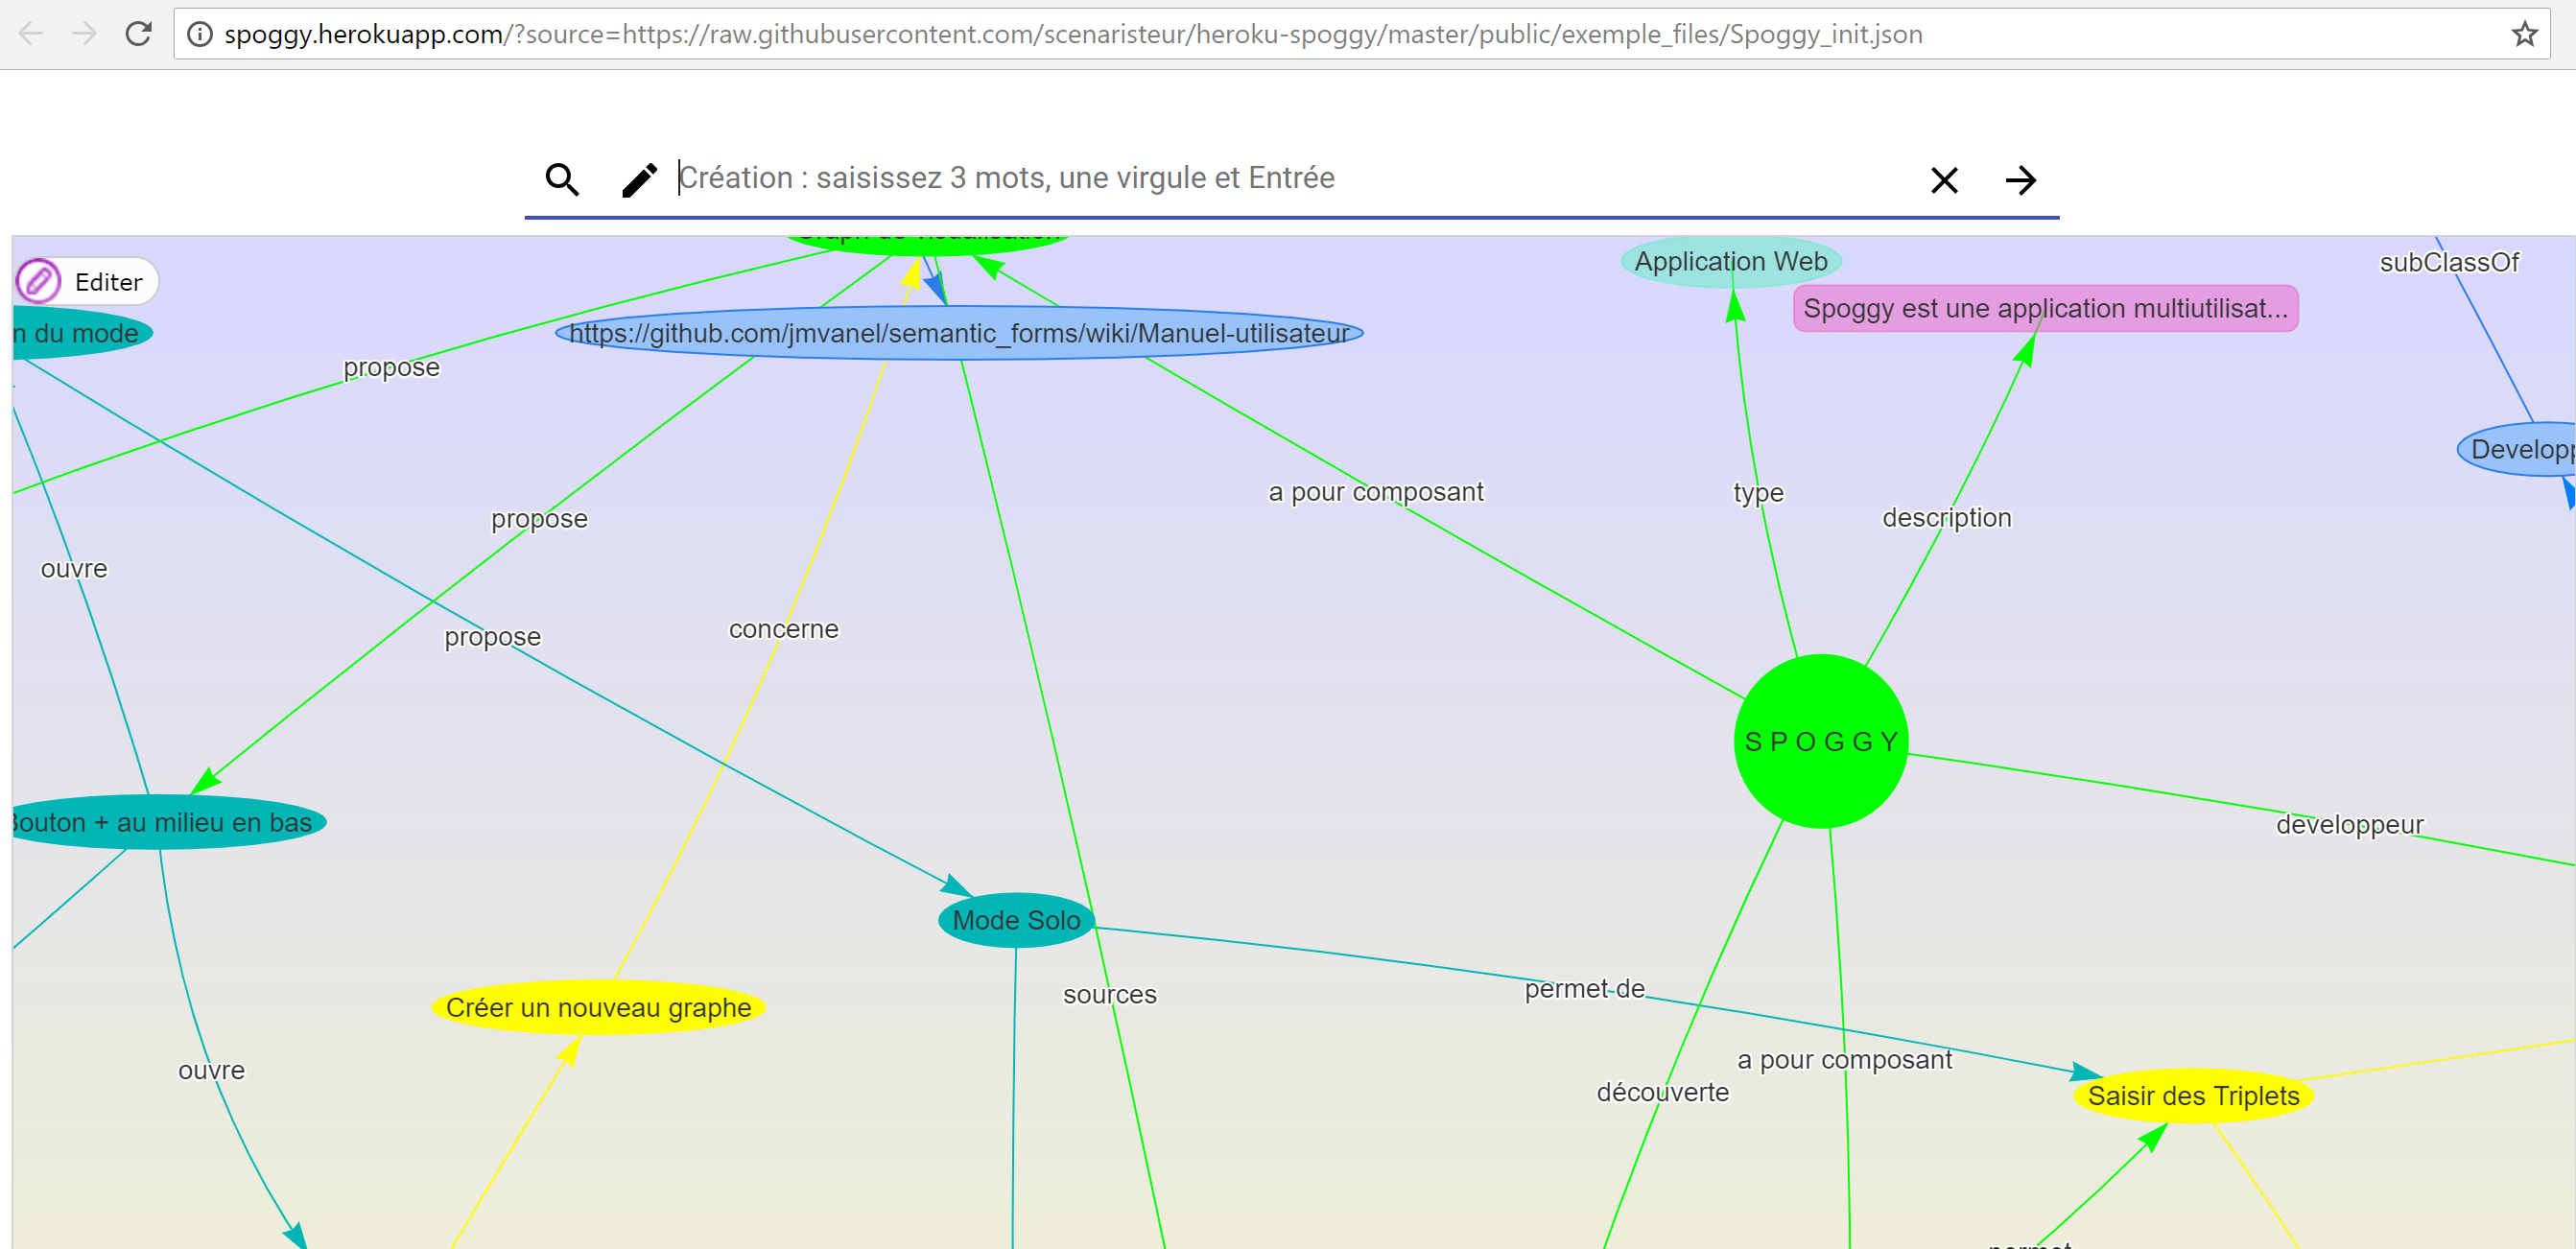 spoggy.herokuapp.com/?source=https://raw.githubusercontent.com/scenaristeur/heroku-spoggy/master/public/exemple_files/Spoggy_init.json
Création : saisissez 3 mots, une virgule et Entrée
Editer
Application Web
subClassOf
Spoggy est une application multiutilisat...
n du mode
https://github.com/jmvanel/semantic_forms/wiki/Manuel-utilisateur
propose
Develop
a pour composant
type
propose
description
ouvre
concerne
propose
S P O G G Y
Bouton + au milieu en bas
developpeur
Mode Solo
permet de
sources
Créer un nouveau graphe
a pour composant
ouvre
découverte
Saisir des Triplets